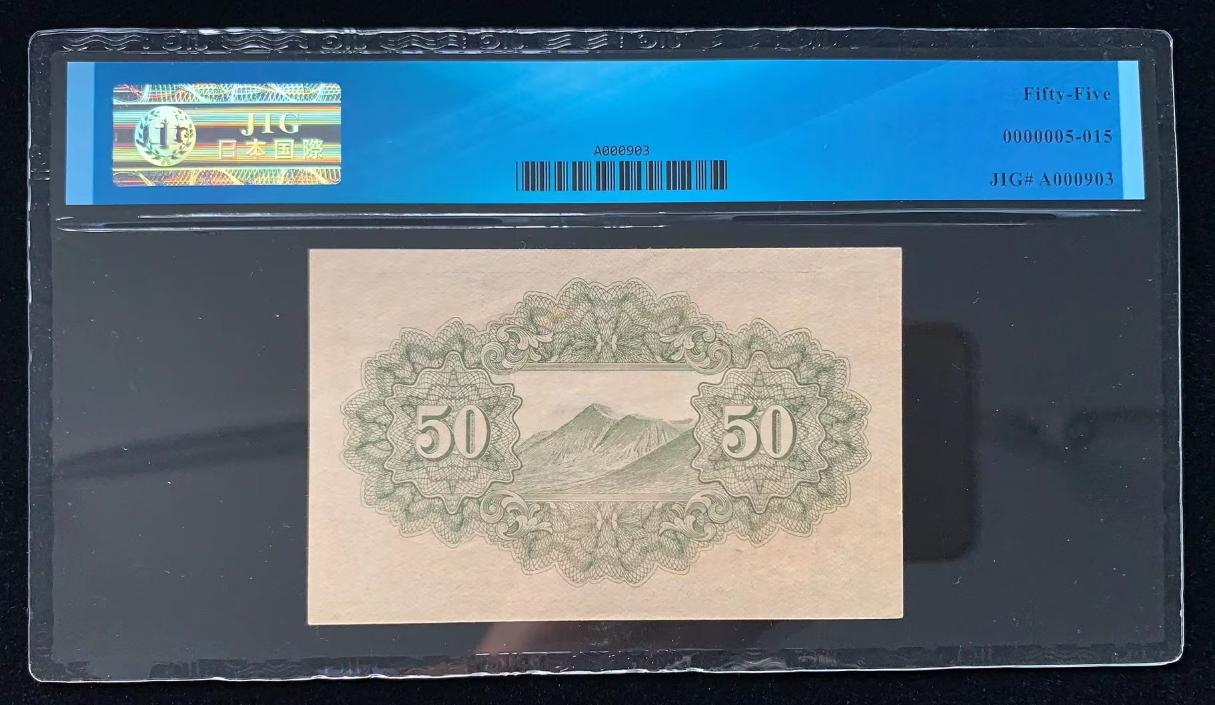 JIG
日本国際
A000903
Fifty-Five
0000005-015
JIG# A000903
50
50